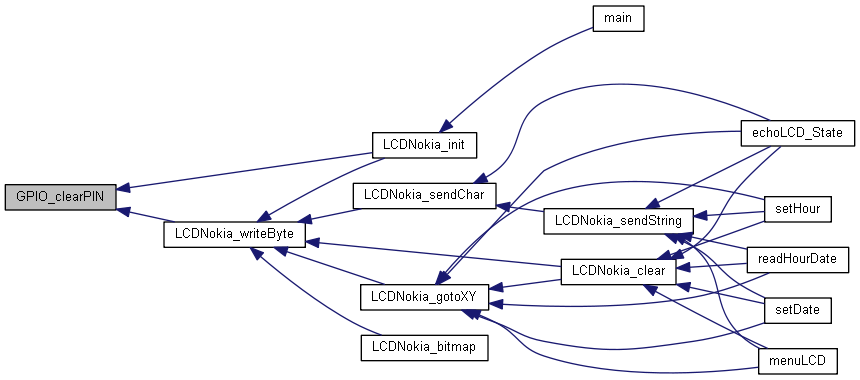 main
echoLCD_State
LCDNokia_init
GPIO_clearPIN
LCDNokia_sendChar
setHour
LCDNokia_sendString
LCDNokia_writeByte
readHourDate
LCDNokia_clear
LCDNokia_gotoXY
setDate
LCDNokia_bitmap
menuLCD